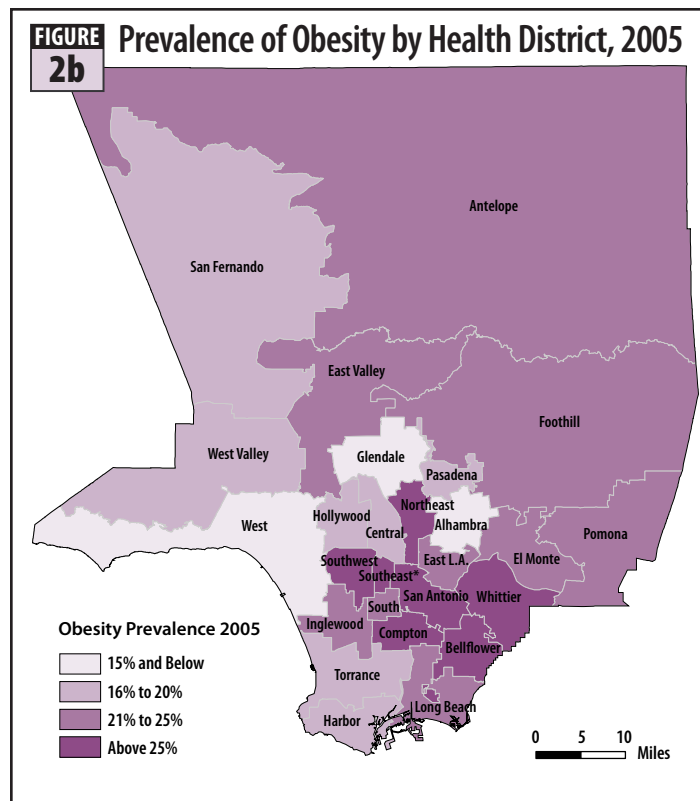 FIGURE
2b
Prevalence of Obesity by Health District, 2005
Antelope
San Fernando
East Valley
Foothill
West Valley
Glendale
Pasadena
Northeast
West
Hollywood
Alhambra
Central
Pomona
East L.A.
El Monte
Southwest
Southeast*
San Antonio
Whittier
South
Inglewood
Compton
Bellflower
Torrance
Long Beach
Harbor
Obesity Prevalence 2005
15% and Below
16% to 20%
21% to 25%
Above 25%
0 5 10
Miles